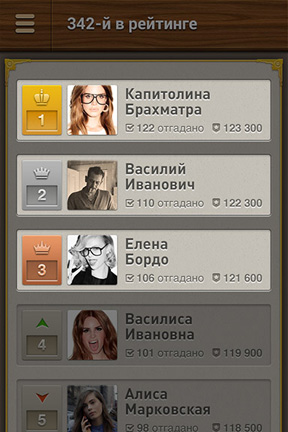 342-й в рейтинге
1
Капитолина
Брахматра
122 отгадано 123 300
2
Василий
Иванович
110 отгадано 122 300
3
Елена
Бордо
106 отгадано 121 600
4
Василиса
Ивановна
101 отгадано 119 900
5
Алиса
Марковская
98 отгадано 118 500